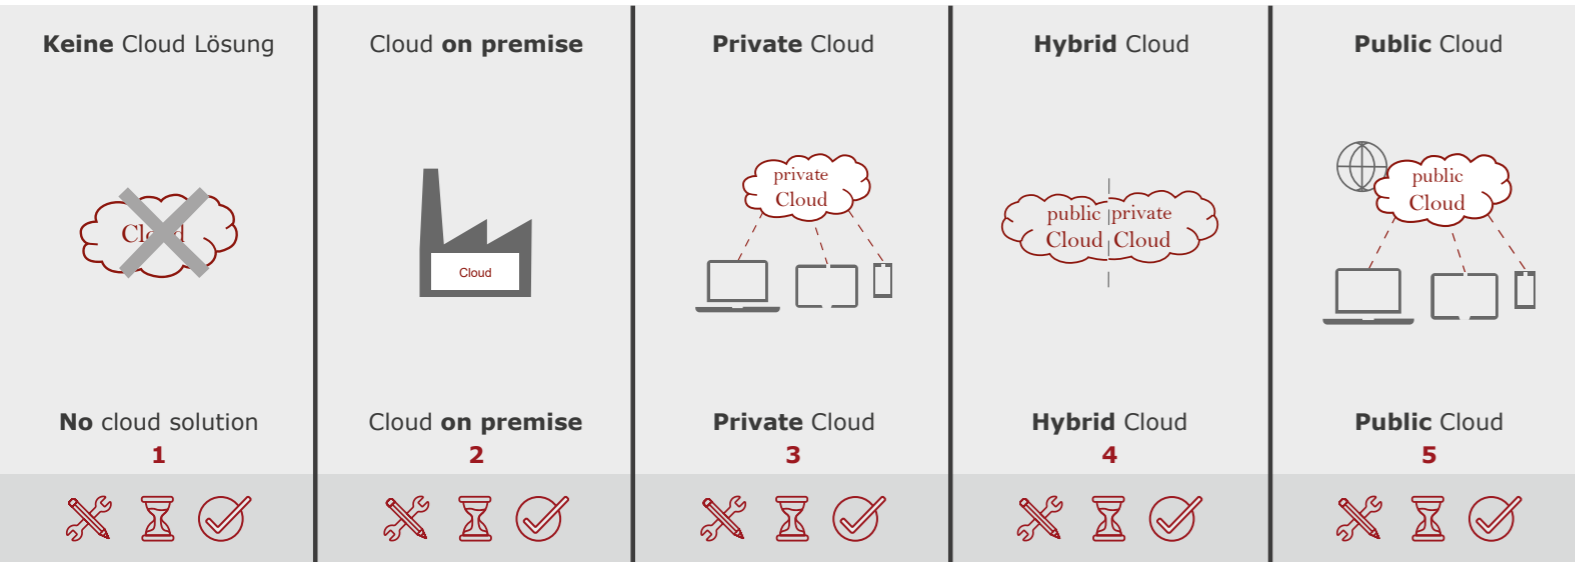 Keine Cloud Lösung
Cloud on premise
Private Cloud
Hybrid Cloud
Public Cloud
Cloud
Cloud
private
Cloud
public private
Cloud Cloud
public
Cloud
No cloud solution
1
Cloud on premise
2
Private Cloud
3
Hybrid Cloud
4
Public Cloud
5